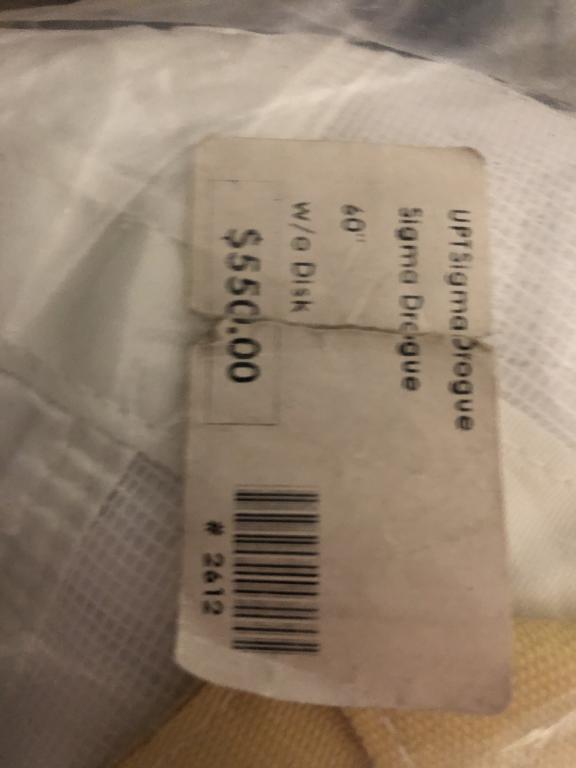 UPTSigmaDrogue
Sigma Drogue
60"
w/o Disk
$550.00
# 2612